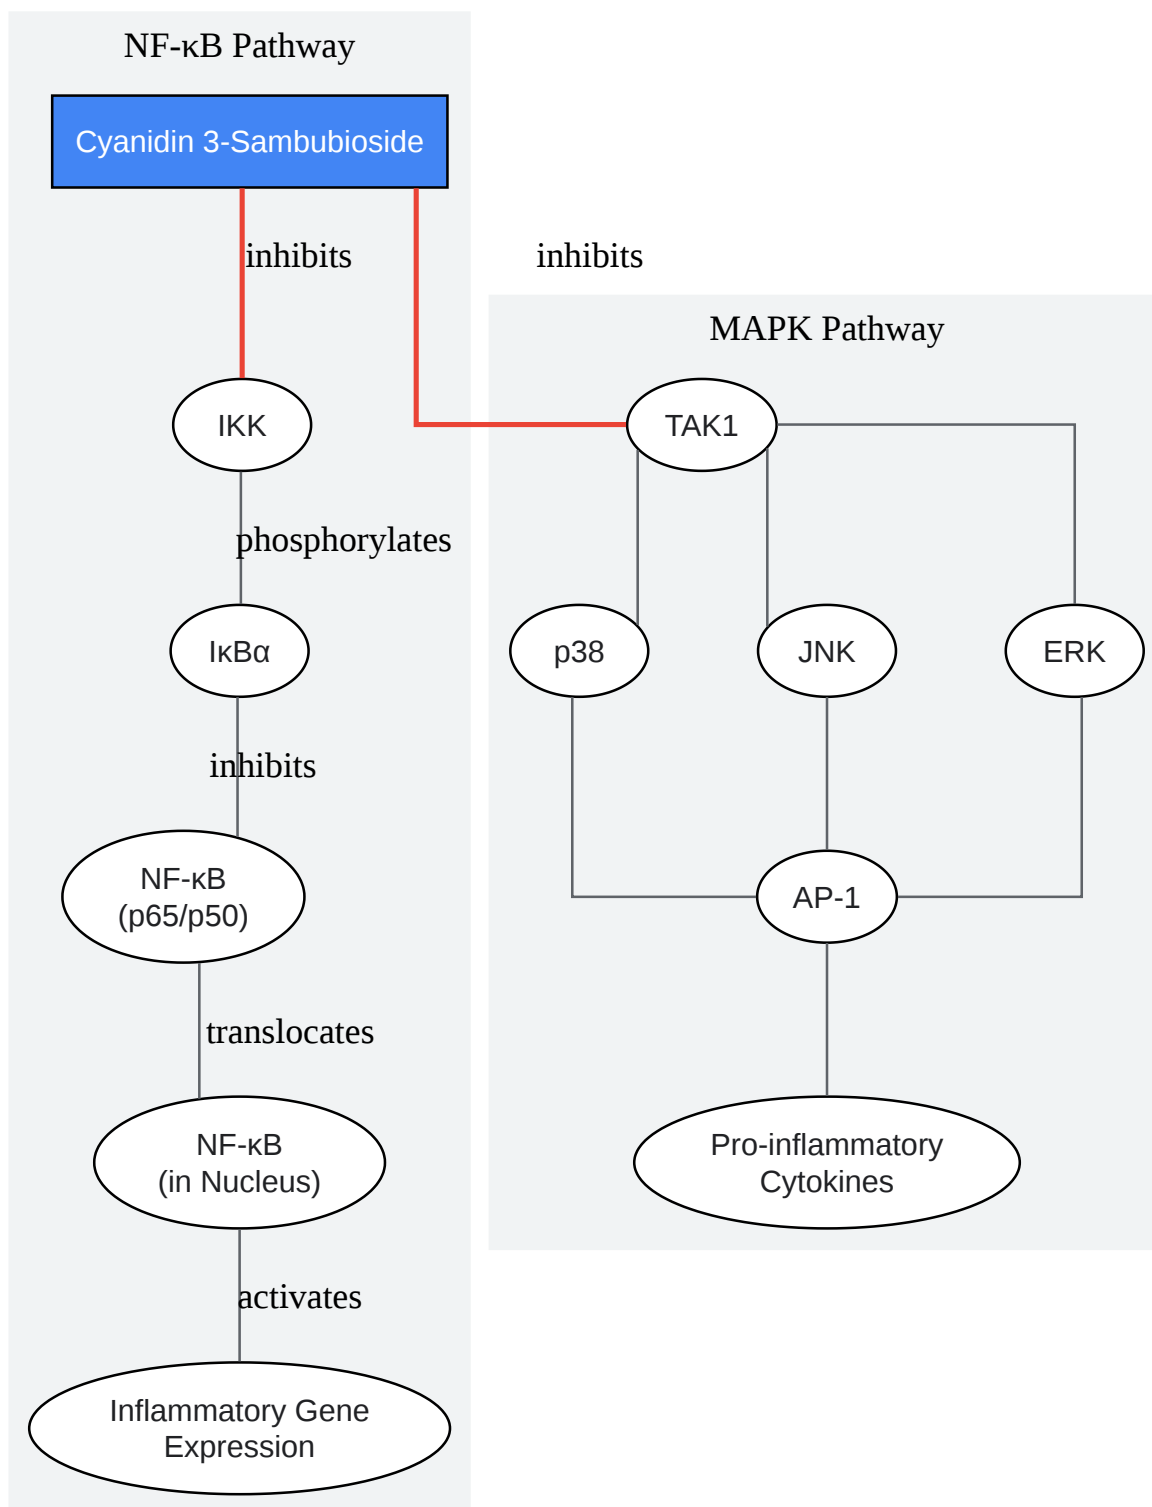 NF-κB Pathway
Cyanidin 3-Sambubioside
inhibits
inhibits
MAPK Pathway
IKK
TAK1
phosphorylates
IκBα
p38
JNK
ERK
inhibits
NF-κB
(p65/p50)
AP-1
translocates
NF-κB
(in Nucleus)
Pro-inflammatory
Cytokines
activates
Inflammatory Gene
Expression